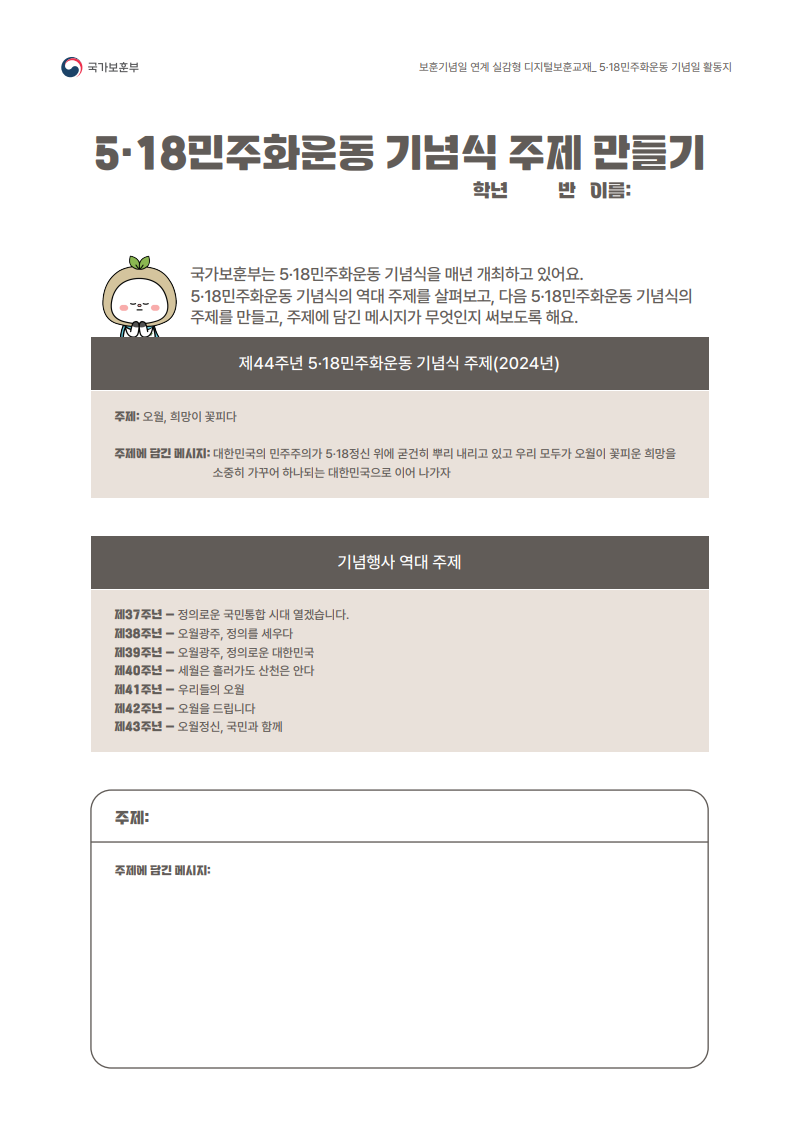 국가보훈부
보훈기념일 연계 실감형 디지털보훈교재_ 5·18민주화운동 기념일 활동지
5·18민주화운동 기념식 주제 만들기
학년 반 이름:
국가보훈부는 5·18민주화운동 기념식을 매년 개최하고 있어요.
5·18민주화운동 기념식의 역대 주제를 살펴보고, 다음 5·18민주화운동 기념식의
주제를 만들고, 주제에 담긴 메시지가 무엇인지 써보도록 해요.
제44주년 5·18민주화운동 기념식 주제(2024년)
주제: 오월, 희망이 꽃피다
주제에 담긴 메시지: 대한민국의 민주주의가 5·18정신 위에 굳건히 뿌리 내리고 있고 우리 모두가 오월이 꽃피운 희망을
소중히 가꾸어 하나되는 대한민국으로 이어 나가자
기념행사 역대 주제
제37주년 – 정의로운 국민통합 시대 열겠습니다.
제38주년 – 오월광주, 정의를 세우다
제39주년 – 오월광주, 정의로운 대한민국
제40주년 – 세월은 흘러가도 산천은 안다
제41주년 – 우리들의 오월
제42주년 – 오월을 드립니다
제43주년 – 오월정신, 국민과 함께
주제:
주제에 담긴 메시지: